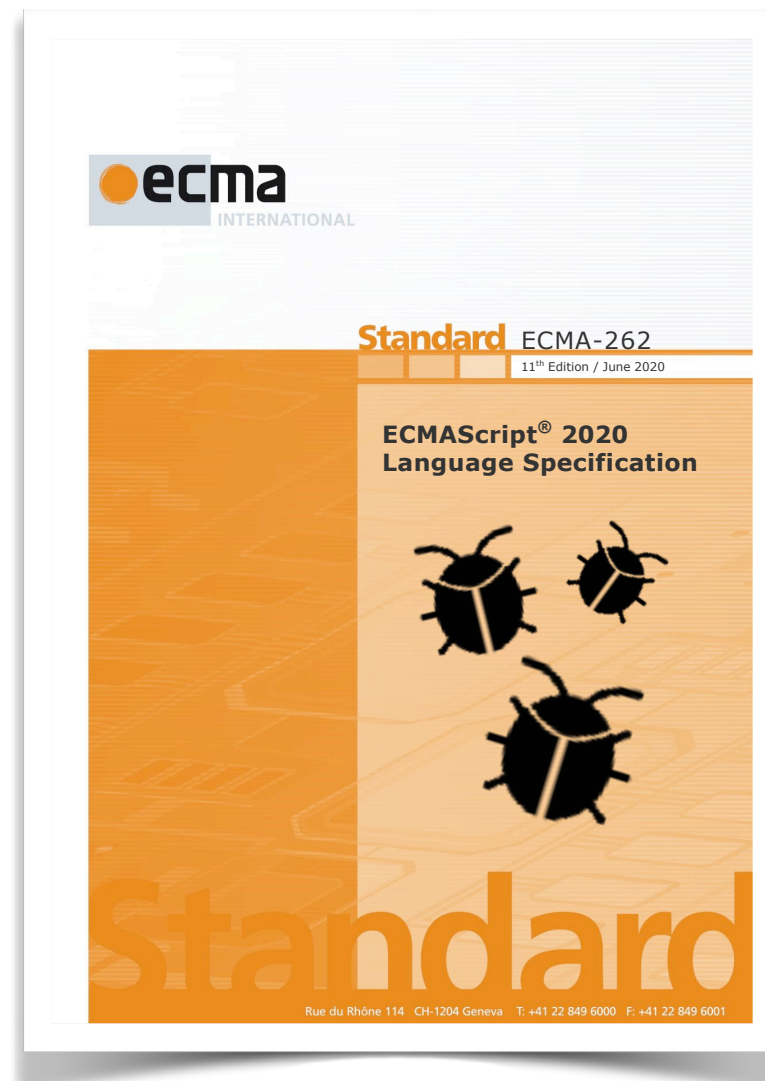 ecma
INTERNATIONAL
Standard ECMA-262
11th Edition / June 2020
ECMAScript® 2020
Language Specification
Standard
Rue du Rhône 114 CH-1204 Geneva T: +41 22 849 6000 F: +41 22 849 6001